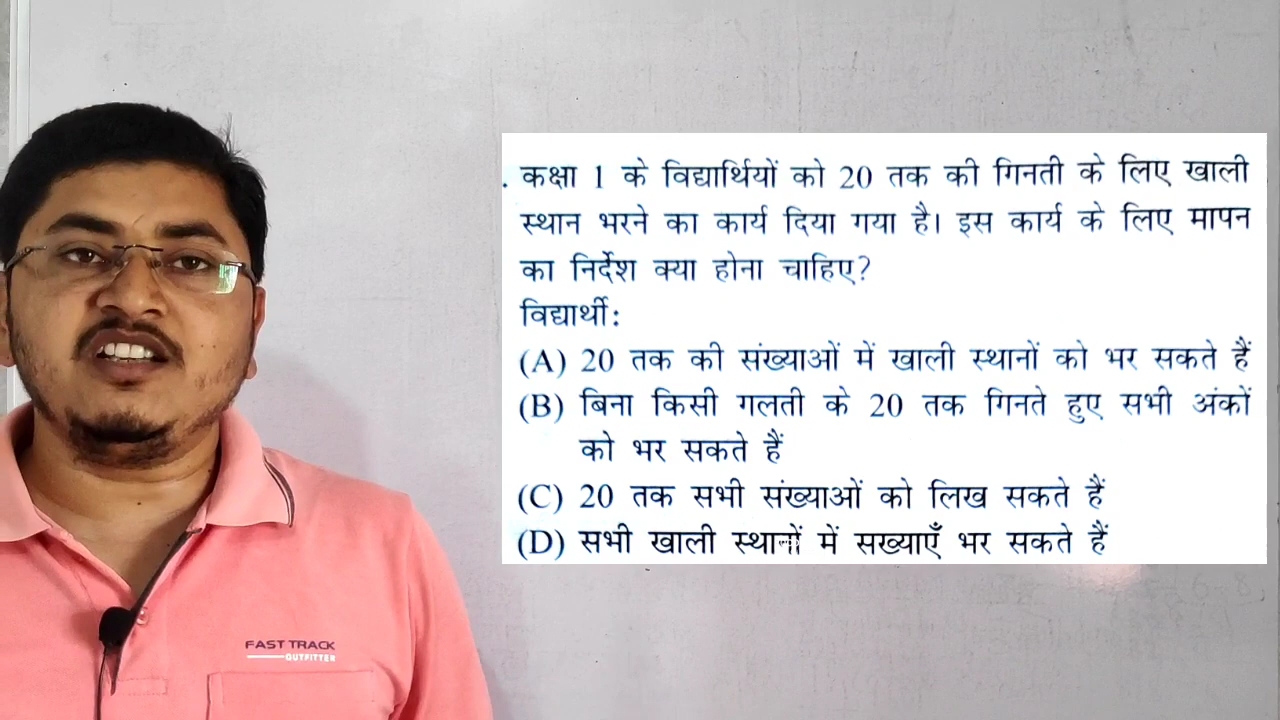 . कक्षा 1 के विद्यार्थियों को 20 तक की गिनती के लिए खाली
स्थान भरने का कार्य दिया गया है। इस कार्य के लिए मापन
का निर्देश क्या होना चाहिए?
विद्यार्थी:
(A) 20 तक की संख्याओं में खाली स्थानों को भर सकते हैं
(B) बिना किसी गलती के 20 तक गिनते हुए सभी अंकों
को भर सकते हैं
(C) 20 तक सभी संख्याओं को लिख सकते हैं
(D) सभी खाली स्थानों में सख्याएँ भर सकते हैं
FAST TRACK
OUTFITTER